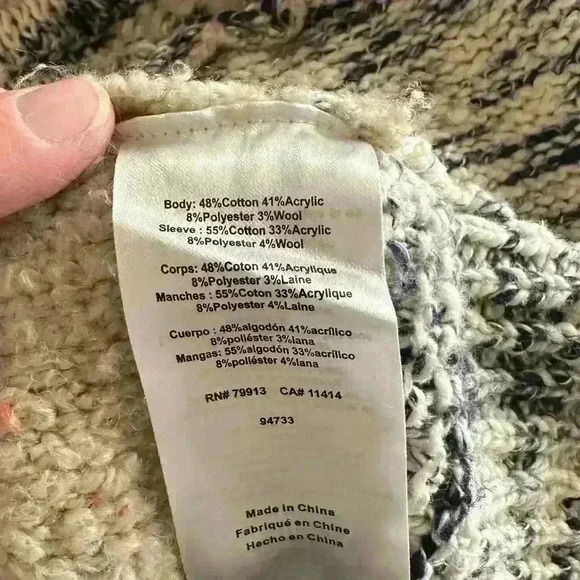 Body: 48%Cotton 41%Acrylic
8%Polyester 3%Wool
Sleeve : 55%Cotton 33%Acrylic
8%Polyester 4%Wool
Corps: 48%Coton 41%Acrylique
8%Polyester 3%Laine
Manches : 55%Coton 33%Acrylique
8%Polyester 4%Laine
Cuerpo : 48%algodón 41%acrílico
8%poliéster 3%lana
Mangas: 55%algodón 33%acrílico
8%poliéster 4%lana
RN# 79913 CA# 11414
94733
Made in China
Fabriqué en Chine
Hecho en China